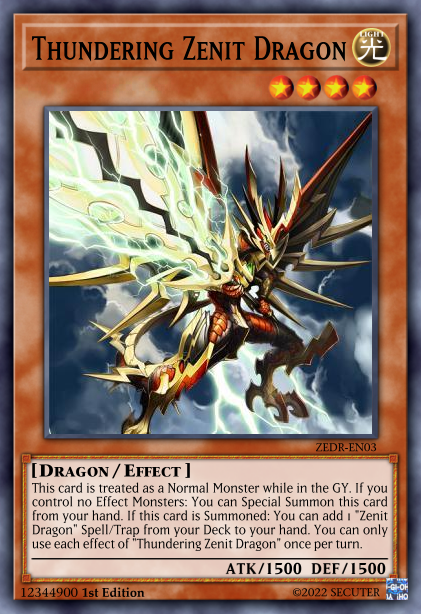 THUNDERING ZENIT DRAGON
LIGHT
光
ZEDR-EN03
[DRAGON / EFFECT ]
This card is treated as a Normal Monster while in the GY. If you
control no Effect Monsters: You can Special Summon this card
from your hand. If this card is Summoned: You can add 1 "Zenit
Dragon" Spell/Trap from your Deck to your hand. You can only
use each effect of "Thundering Zenit Dragon" once per turn.
ATK/1500 DEF/1500
12344900 1st Edition
©2022 SECUTER